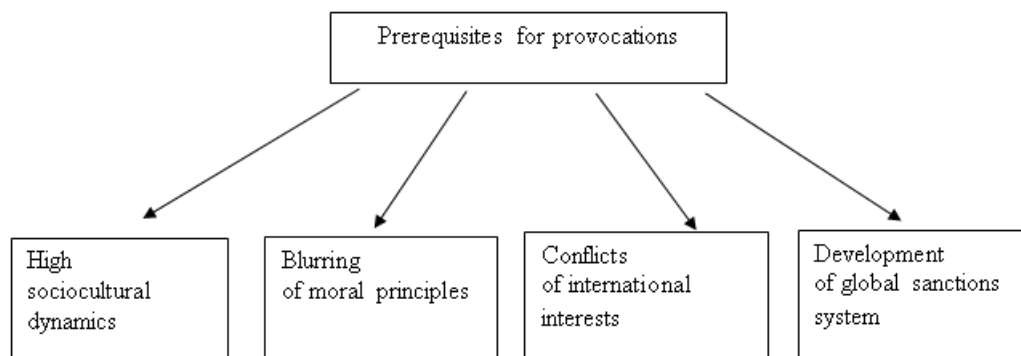 Prerequisites for provocations
High
sociocultural
dynamics
Blurring
of moral principles
Conflicts
of international
interests
Development
of global sanctions
system